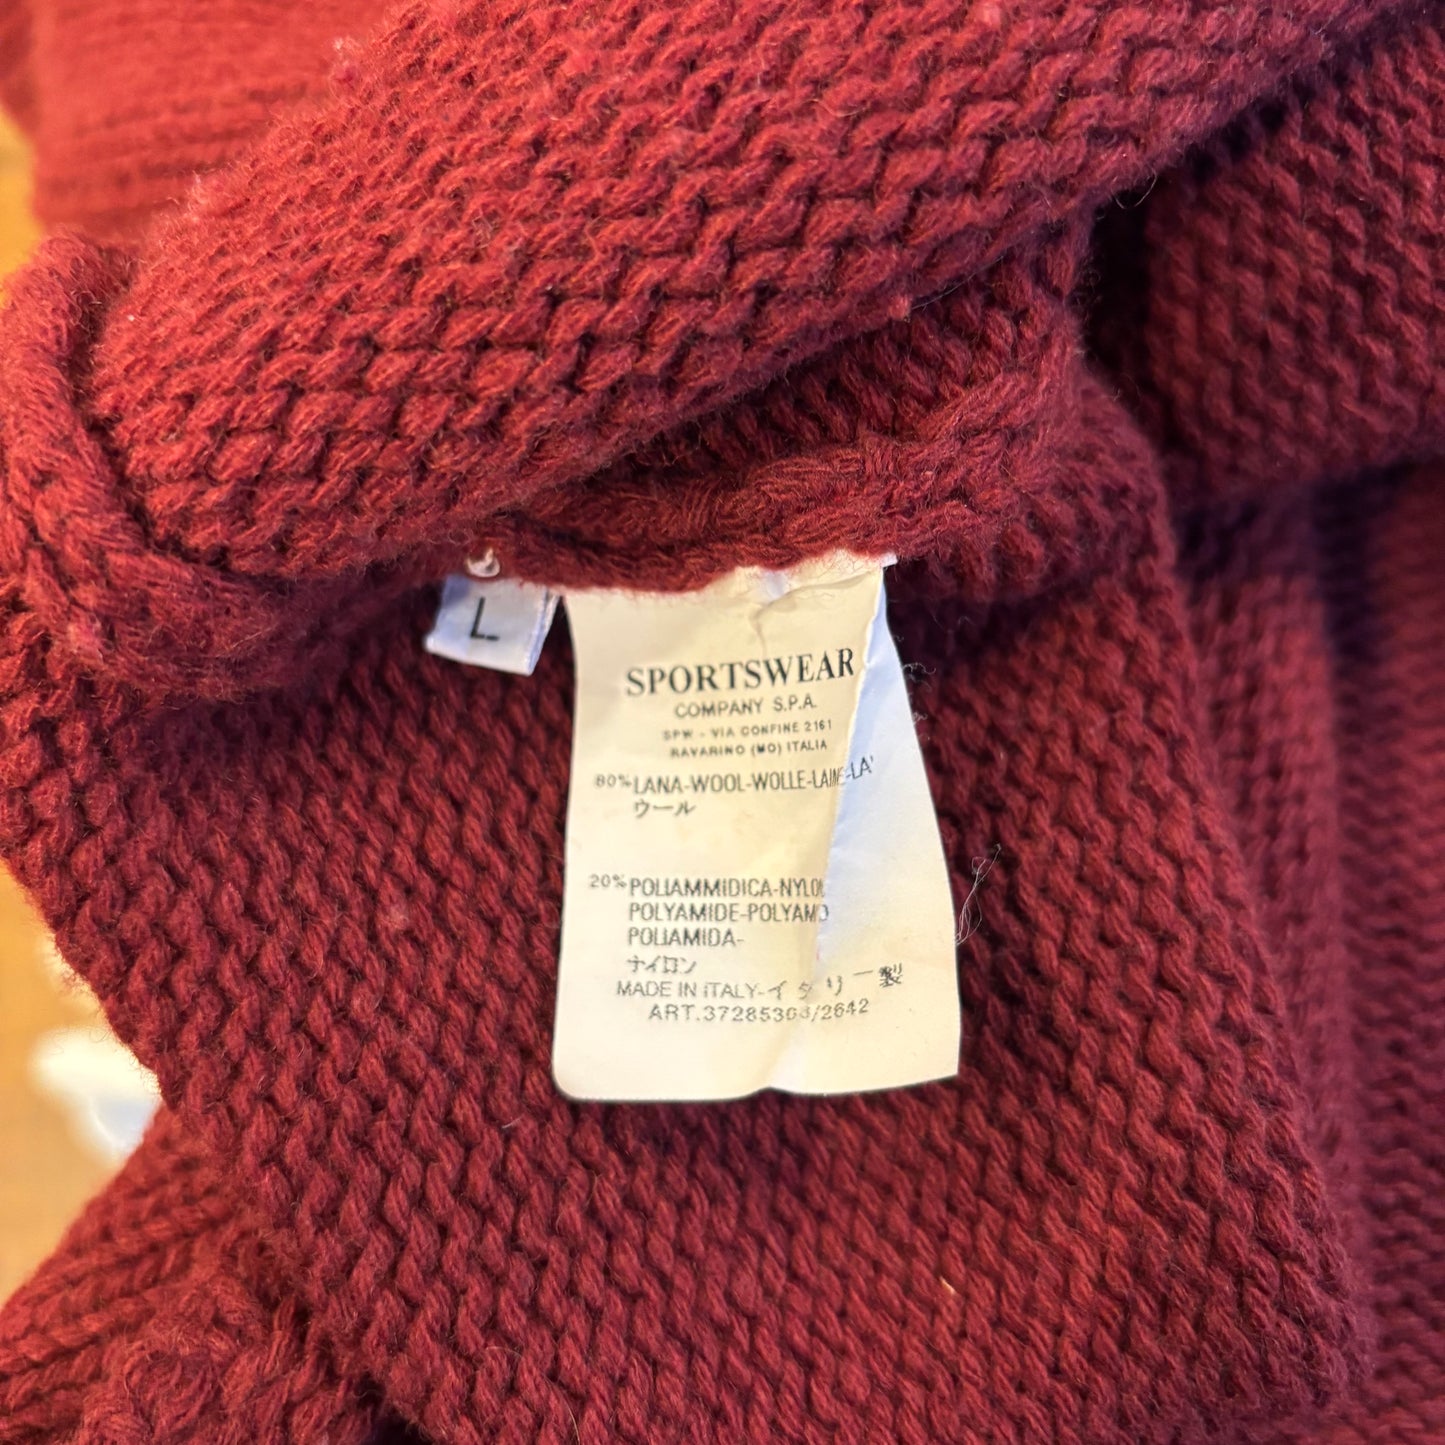 L
SPORTSWEAR
COMPANY S.P.A.
SPW - VIA CONFINE 2161
RAVARINO (MO) ITALIA
80% LANA-WOOL-WOLLE-LAINE-LA'
ウール
20% POLIAMMIDICA-NYLON
POLYAMIDE-POLYAMID
POLIAMIDA-
ナイロン
MADE IN ITALY-イタリー製
ART.37285303/2642